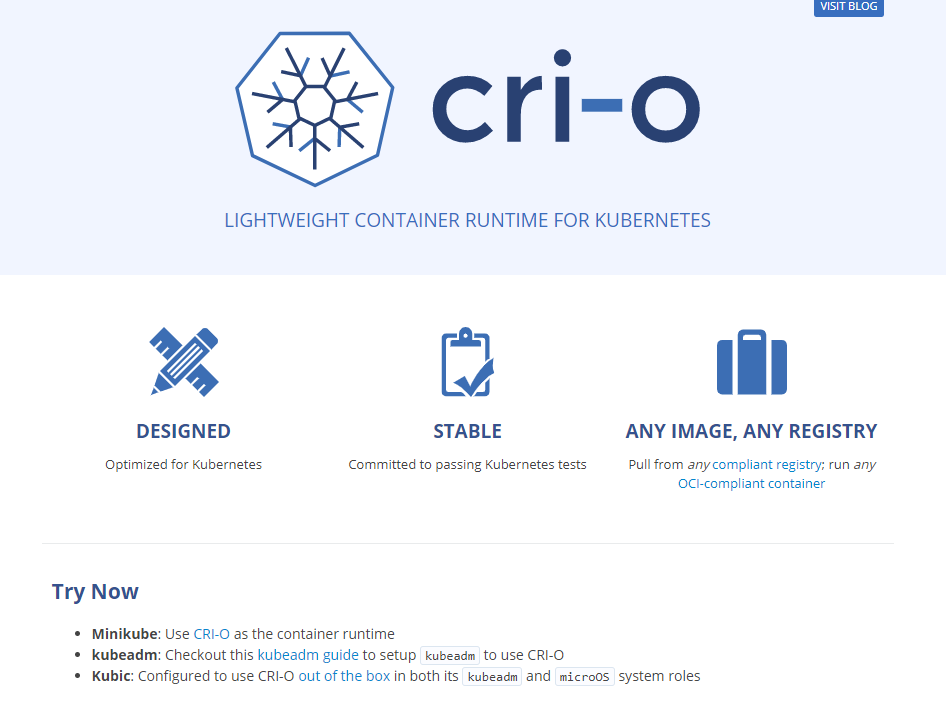 VISIT BLOG
cri-o
LIGHTWEIGHT CONTAINER RUNTIME FOR KUBERNETES
DESIGNED
Optimized for Kubernetes
STABLE
Committed to passing Kubernetes tests
ANY IMAGE, ANY REGISTRY
Pull from any compliant registry; run any
OCI-compliant container
Try Now
Minikube: Use CRI-O as the container runtime
kubeadm: Checkout this kubeadm guide to setup kubeadm to use CRI-O
Kubic: Configured to use CRI-O out of the box in both its kubeadm and microOS system roles